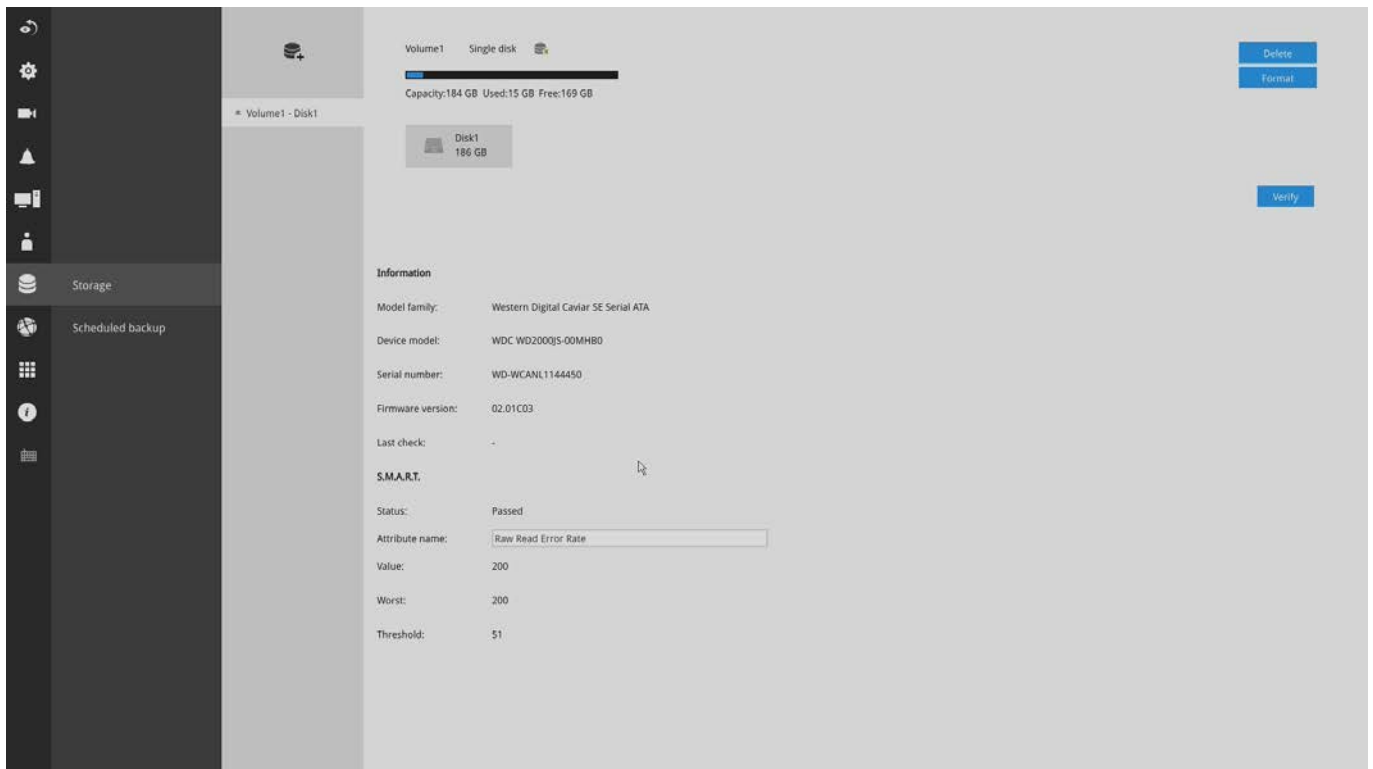 Volume1 Single disk
Delete
Format
Capacity:184 GB Used:15 GB Free:169 GB
Volume1 - Disk1
Disk1
186 GB
Verify
Storage
Scheduled backup
Information
Model family: Western Digital Caviar SE Serial ATA
Device model: WDC WD2000JS-00MHB0
Serial number: WD-WCANL1144450
Firmware version: 02.01C03
Last check: -
S.M.A.R.T.
Status: Passed
Attribute name: Raw Read Error Rate
Value: 200
Worst: 200
Threshold: 51